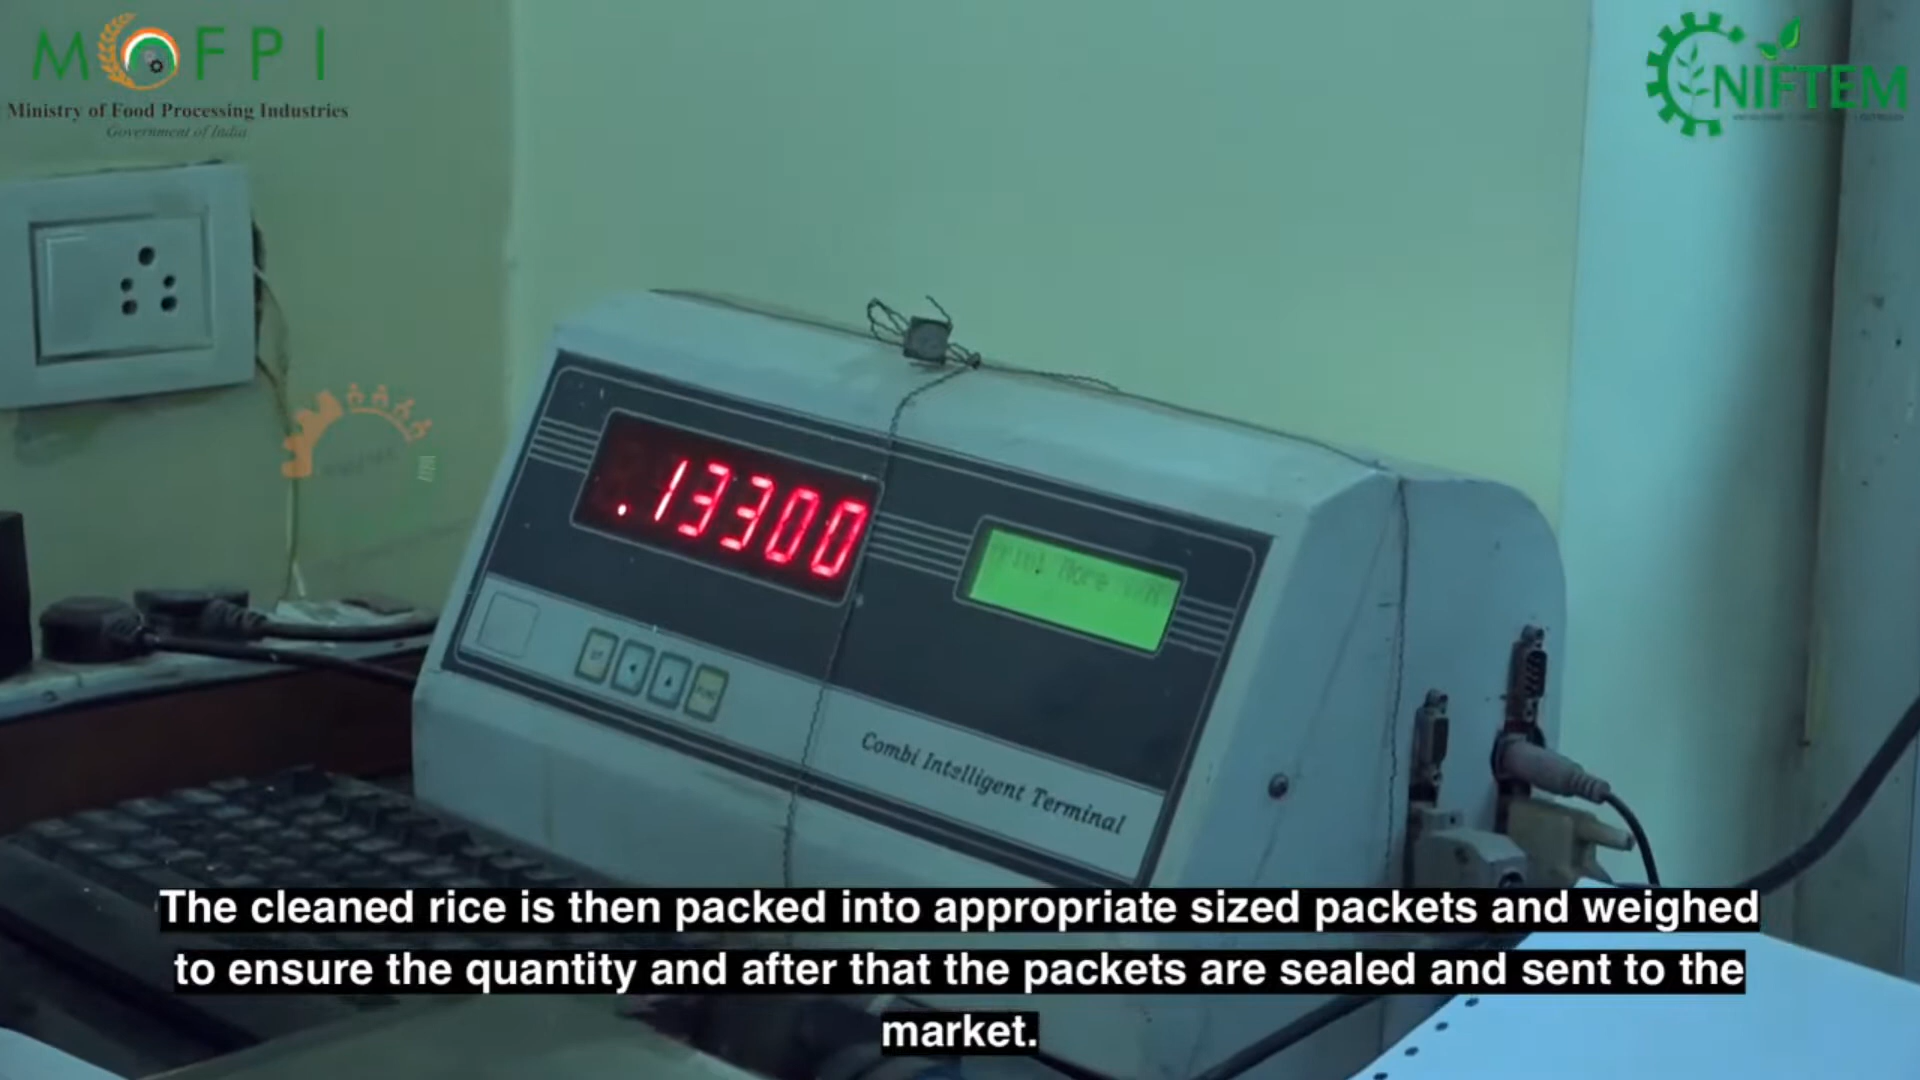 MOFPI
Ministry of Food Processing Industries
Government of India
NIFTEM
.13300
More
Combi Intelligent Terminal
The cleaned rice is then packed into appropriate sized packets and weighed
to ensure the quantity and after that the packets are sealed and sent to the
market.